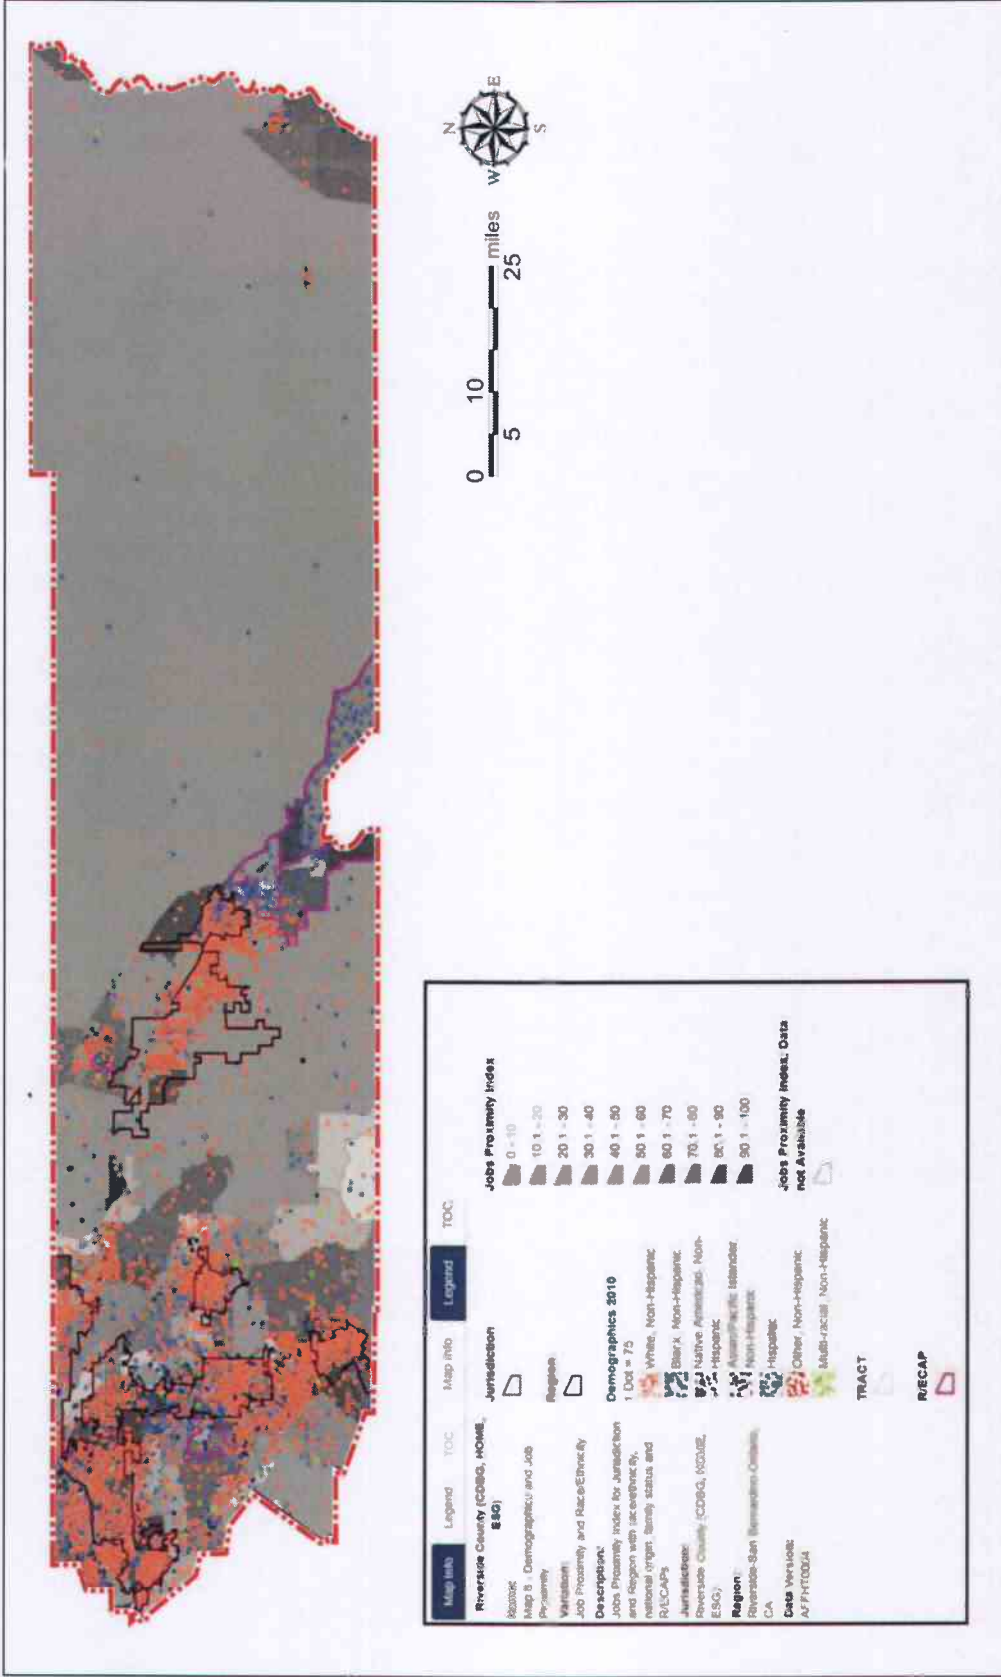 N
W
E
S
0
5
10
25
miles
Map Info
Legend
TOC
Map Info
Legend
TOC
Riverside County (CDBG, HOME,
ESG)
Map 8 - Demographics and Job
Proximity
Variation:
Job Proximity and Race/Ethnicity
Description:
Jobs Proximity Index for Jurisdiction
and Region with race/ethnicity,
national origin, family status and
R/ECAPs
Jurisdiction:
Riverside County (CDBG, HOME,
ESG)
Region:
Riverside-San Bernardino-Ontario,
CA
Data Version:
AFFHT0004
Jurisdiction
Region
Demographics 2010
1 Dot = 75
White, Non-Hispanic
Black, Non-Hispanic
Native American, Non-
Hispanic
Asian/Pacific Islander,
Non-Hispanic
Hispanic
Other, Non-Hispanic
Multi-racial, Non-Hispanic
TRACT
R/ECAP
Jobs Proximity Index
0 - 10
10.1 - 20
20.1 - 30
30.1 - 40
40.1 - 50
50.1 - 60
60.1 - 70
70.1 - 80
80.1 - 90
90.1 - 100
Jobs Proximity Index: Data
not Available